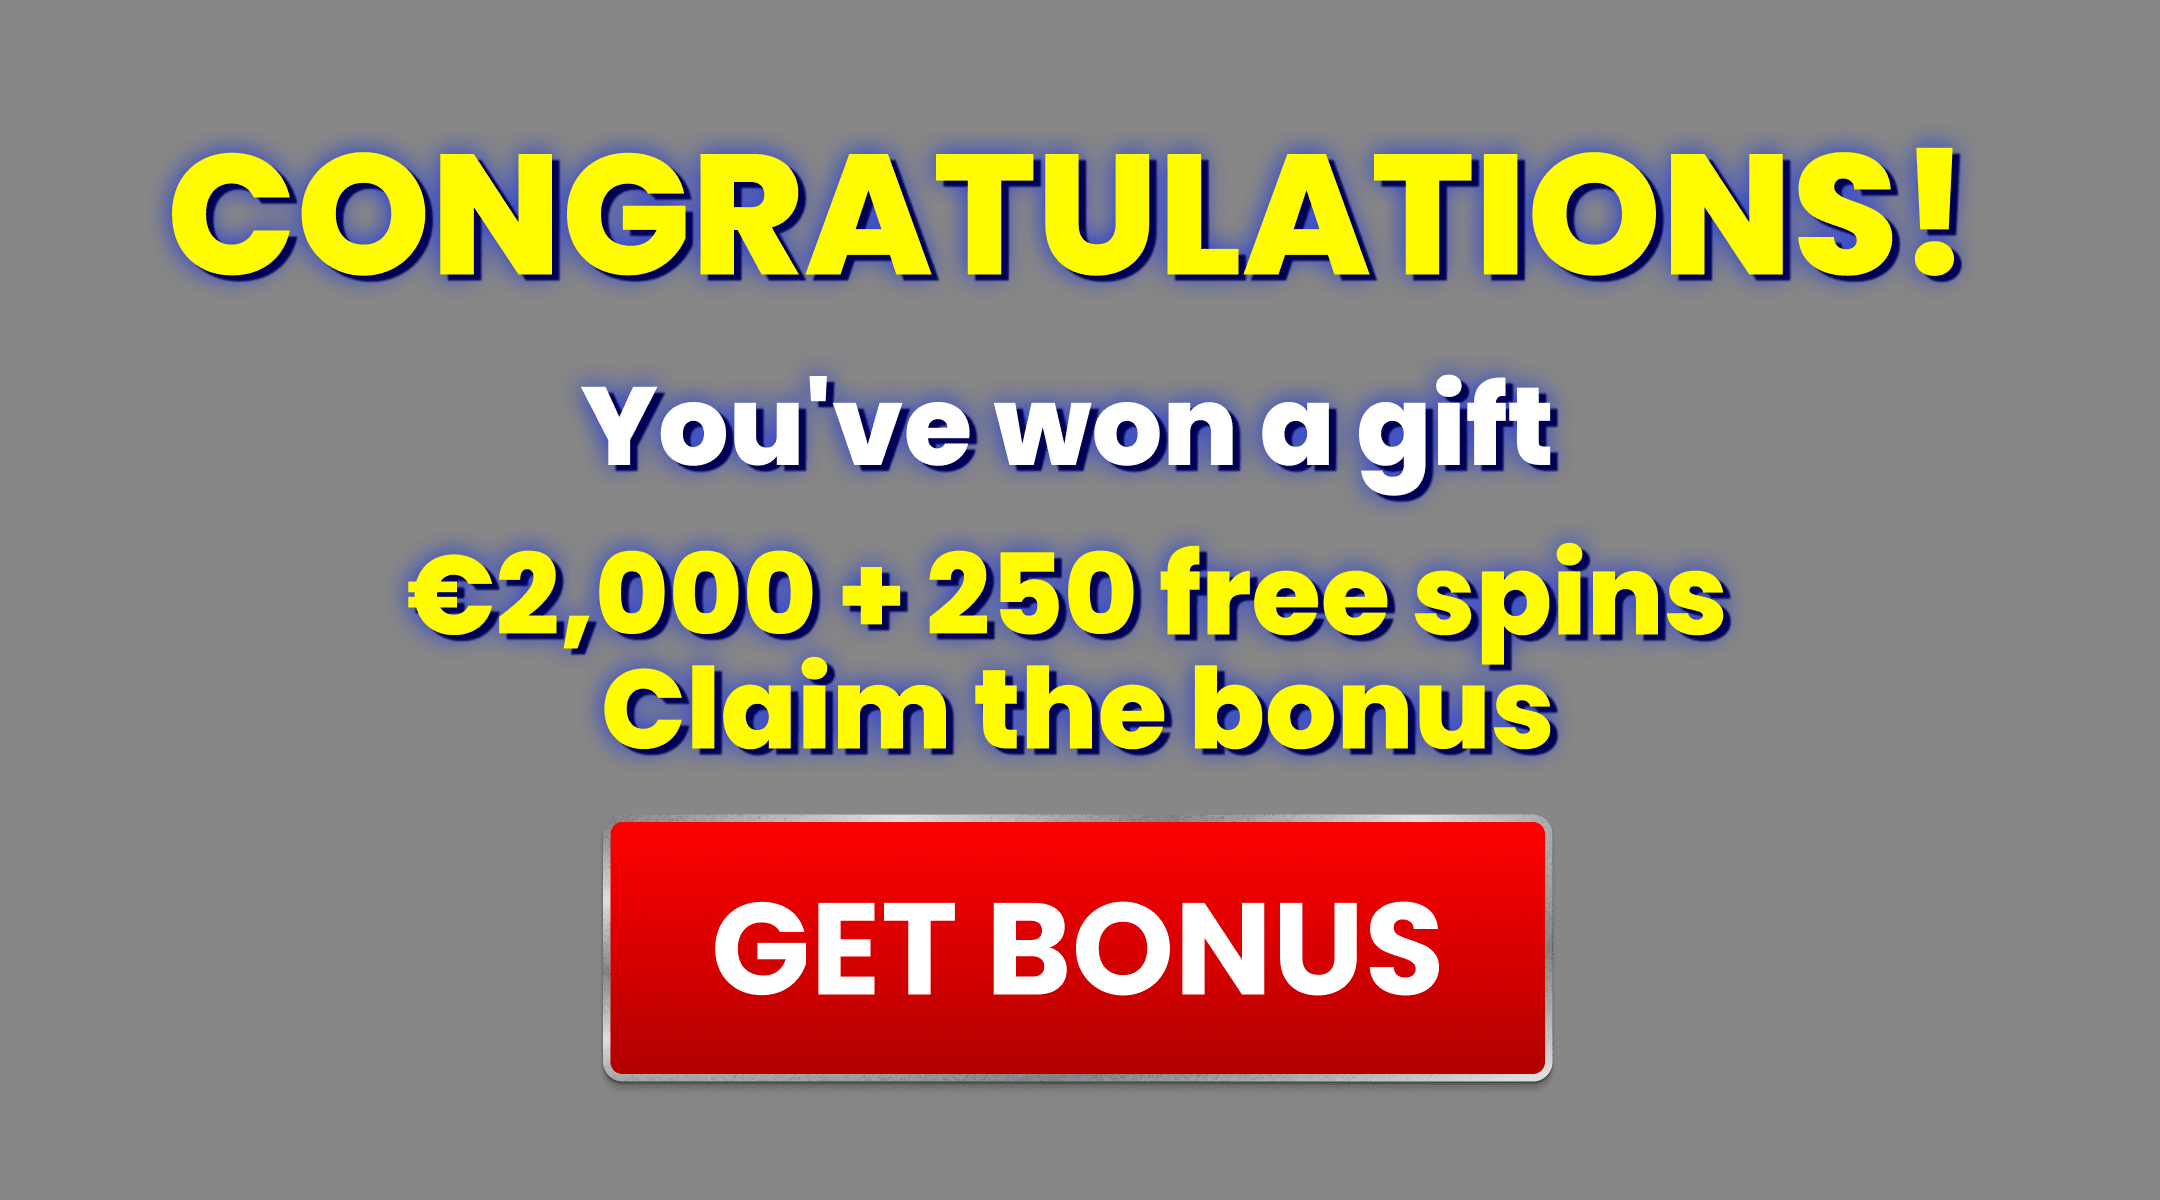 CONGRATULATIONS!
You've won a gift
€2,000 + 250 free spins
Claim the bonus
GET BONUS